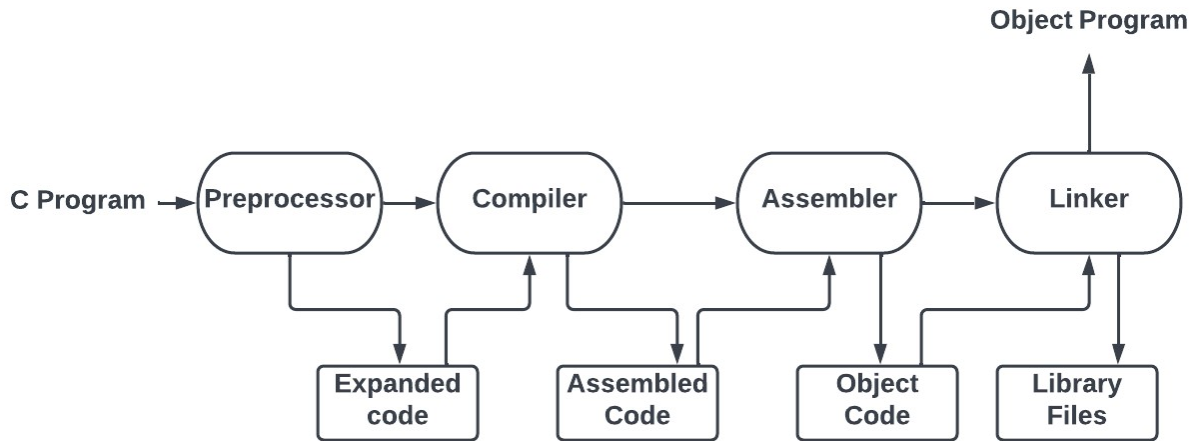 Object Program
C Program
Preprocessor
Compiler
Assembler
Linker
Expanded
code
Assembled
Code
Object
Code
Library
Files